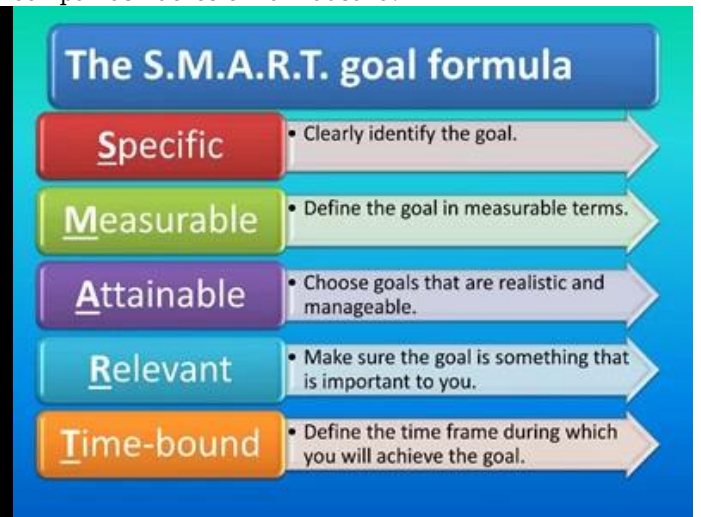 The S.M.A.R.T. goal formula
Specific
• Clearly identify the goal.
Measurable
• Define the goal in measurable terms.
Attainable
• Choose goals that are realistic and
manageable.
Relevant
• Make sure the goal is something that
is important to you.
Time-bound
• Define the time frame during which
you will achieve the goal.